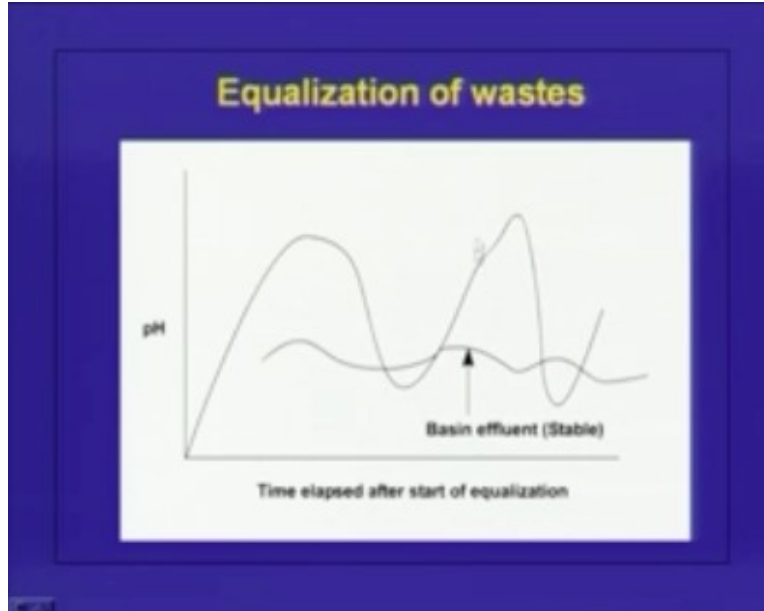 Equalization of wastes
pH
Basin effluent (Stable)
Time elapsed after start of equalization